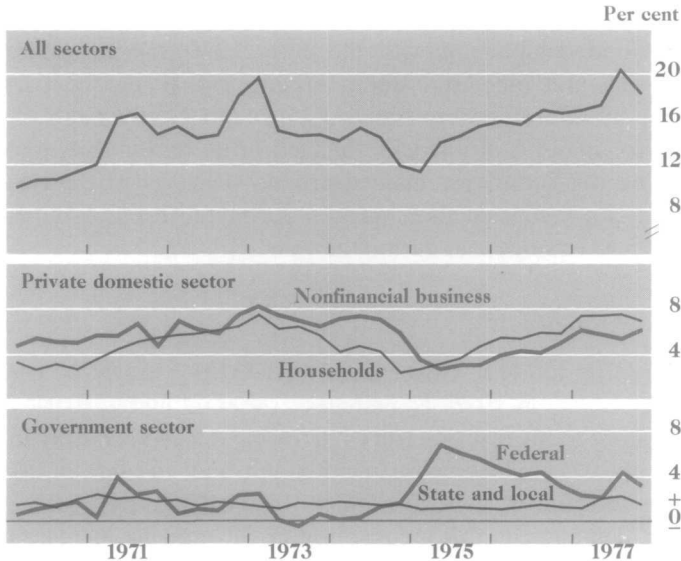 Per cent
All sectors
20
16
12
8
Private domestic sector
Nonfinancial business
8
4
Households
Government sector
8
Federal
4
State and local
+
0
−
1971 1973 1975 1977